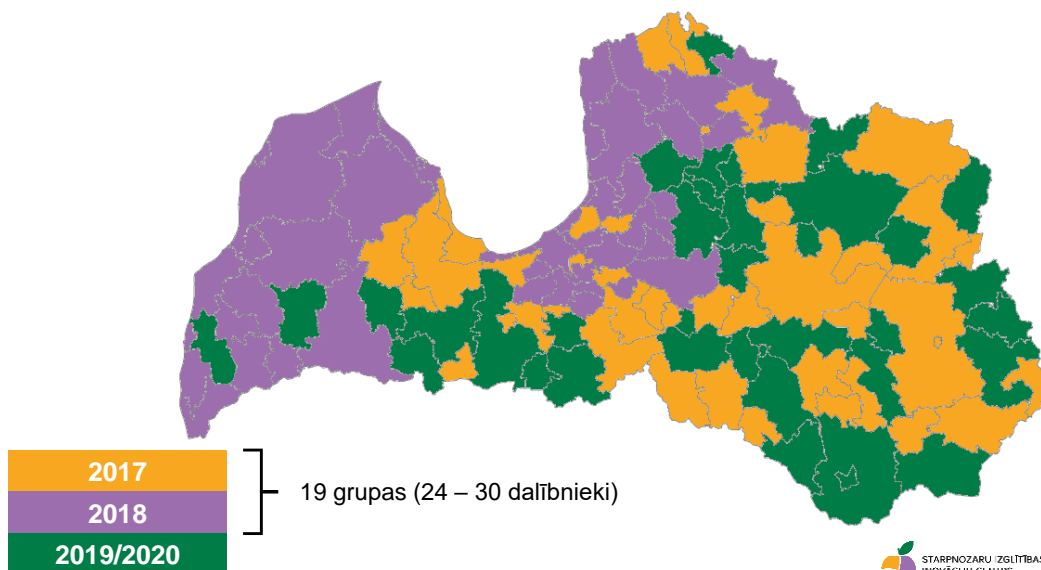 2017
2018
2019/2020
19 grupas (24 – 30 dalībnieki)
STARPNOZARU IZGLĪTĪBAS